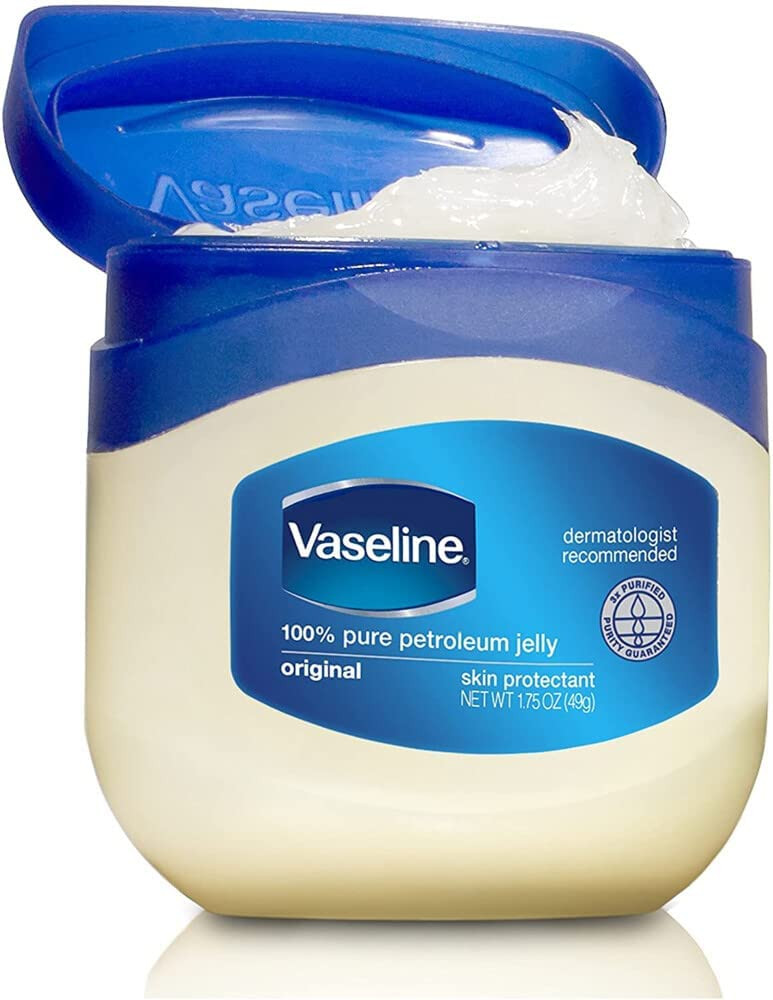 Vaseline
Vaseline®
dermatologist
recommended
3x PURIFIED
PURITY GUARANTEED
100% pure petroleum jelly
original
skin protectant
NET WT 1.75 OZ (49g)